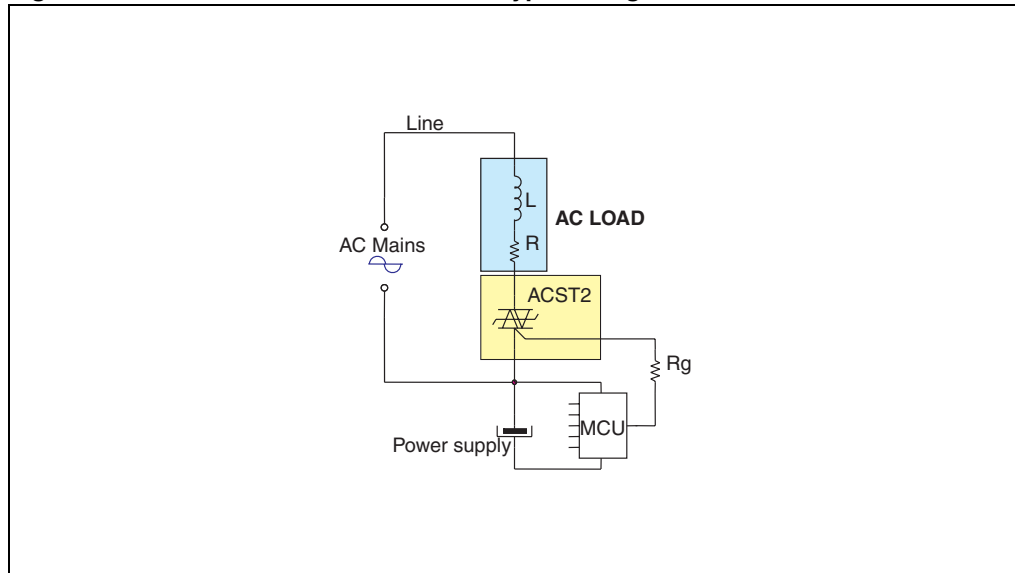 Line
L
AC LOAD
R
AC Mains
ACST2
Rg
MCU
Power supply